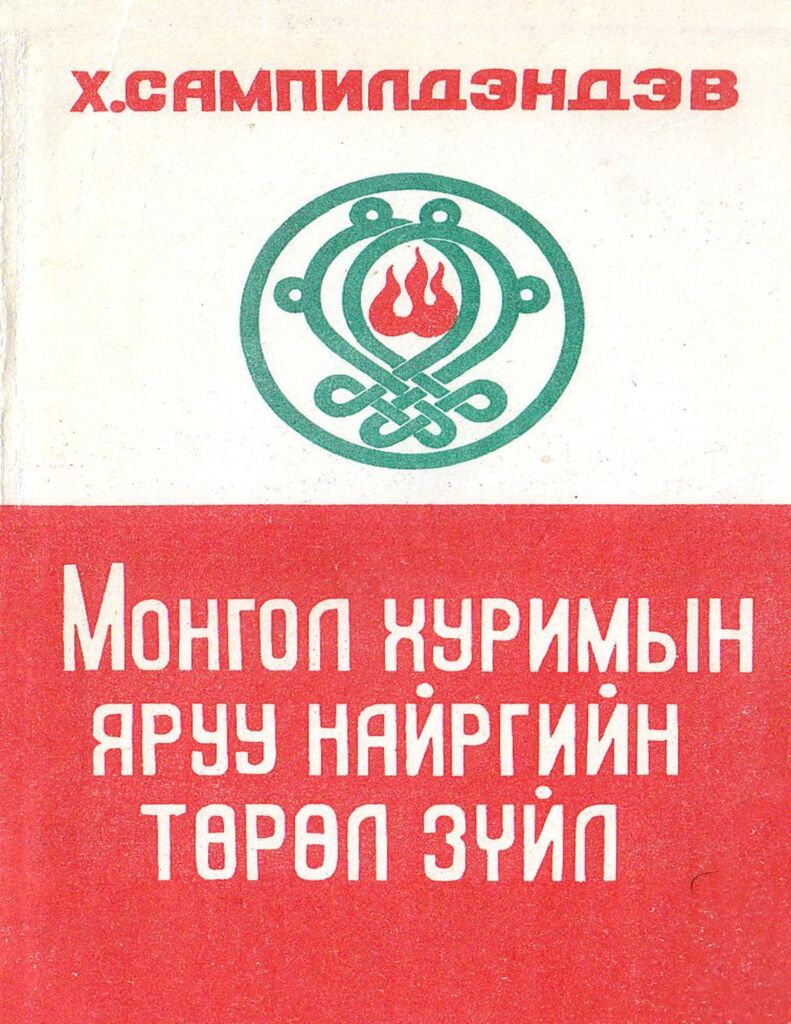 Х.САМПИЛДЭНДЭВ
МОНГОЛ ХУРИМЫН
ЯРУУ НАЙРГИЙН
ТӨРӨЛ ЗҮЙЛ